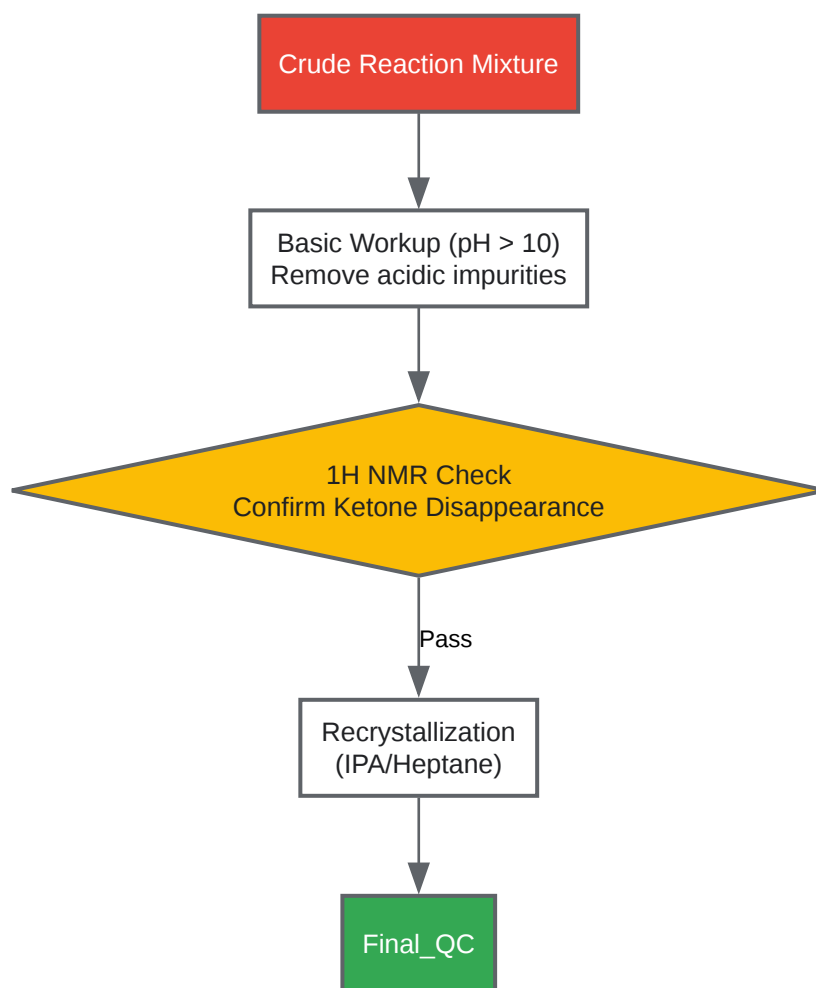 Crude Reaction Mixture
Basic Workup (pH > 10)
Remove acidic impurities
1H NMR Check
Confirm Ketone Disappearance
Pass
Recrystallization
(IPA/Heptane)
Final_QC